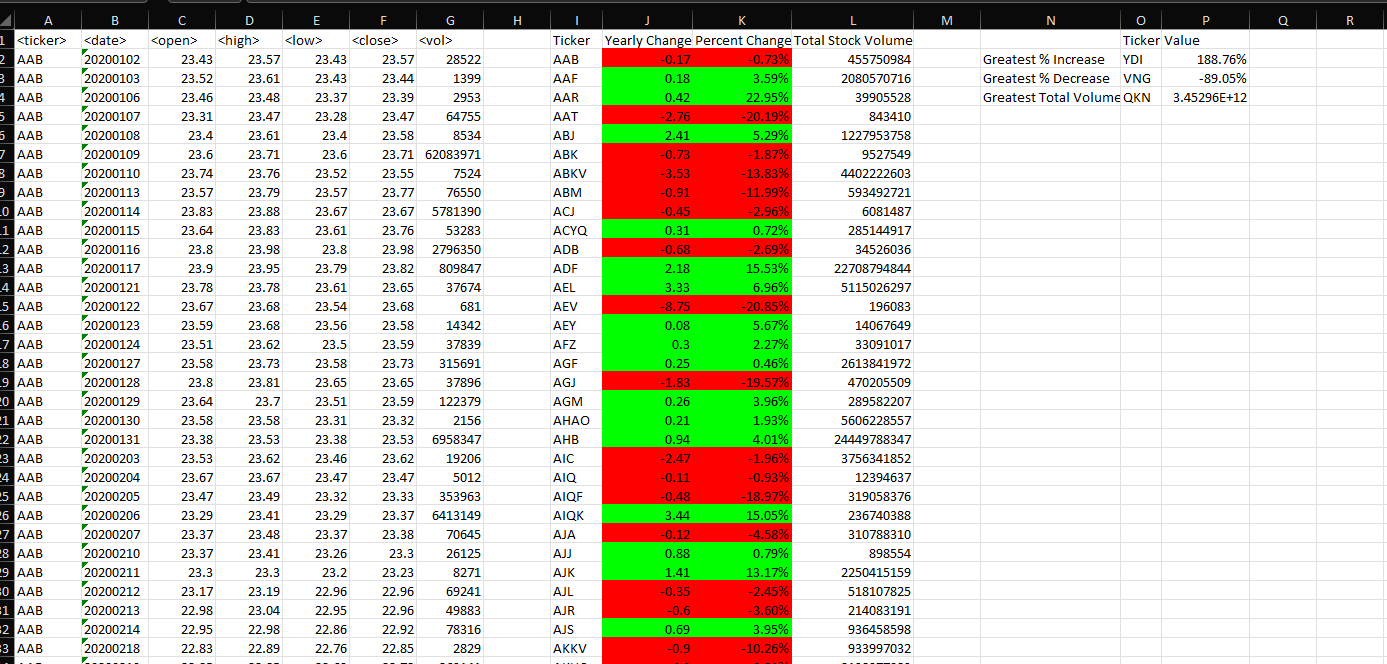 A B C D E F G H I J K L M N O P Q R
1 <ticker> <date> <open> <high> <low> <close> <vol> Ticker Yearly Change Percent Change Total Stock Volume Ticker Value
2 AAB 20200102 23.43 23.57 23.43 23.57 28522 AAB -0.17 -0.73% 455750984 Greatest % Increase YDI 188.76%
3 AAB 20200103 23.52 23.61 23.43 23.44 1399 AAF 0.18 3.59% 2080570716 Greatest % Decrease VNG -89.05%
4 AAB 20200106 23.46 23.48 23.37 23.39 2953 AAR 0.42 22.95% 39905528 Greatest Total Volume QKN 3.45296E+12
5 AAB 20200107 23.31 23.47 23.28 23.47 64755 AAT -2.76 -20.19% 843410
6 AAB 20200108 23.4 23.61 23.4 23.58 8534 ABJ 2.41 5.29% 1227953758
7 AAB 20200109 23.6 23.71 23.6 23.71 62083971 ABK -0.73 -1.87% 9527549
8 AAB 20200110 23.74 23.76 23.52 23.55 7524 ABKV -3.53 -13.83% 4402222603
9 AAB 20200113 23.57 23.79 23.57 23.77 76550 ABM -0.91 -11.99% 593492721
10 AAB 20200114 23.83 23.88 23.67 23.67 5781390 ACJ -0.45 -2.96% 6081487
11 AAB 20200115 23.64 23.83 23.61 23.76 53283 ACYQ 0.31 0.72% 285144917
12 AAB 20200116 23.8 23.98 23.8 23.98 2796350 ADB -0.68 -2.69% 34526036
13 AAB 20200117 23.9 23.95 23.79 23.82 809847 ADF 2.18 15.53% 22708794844
14 AAB 20200121 23.78 23.78 23.61 23.65 37674 AEL 3.33 6.96% 5115026297
15 AAB 20200122 23.67 23.68 23.54 23.68 681 AEV -8.75 -20.85% 196083
16 AAB 20200123 23.59 23.68 23.56 23.58 14342 AEY 0.08 5.67% 14067649
17 AAB 20200124 23.51 23.62 23.5 23.59 37839 AFZ 0.3 2.27% 33091017
18 AAB 20200127 23.58 23.73 23.58 23.73 315691 AGF 0.25 0.46% 2613841972
19 AAB 20200128 23.8 23.81 23.65 23.65 37896 AGJ -1.83 -19.57% 470205509
20 AAB 20200129 23.64 23.7 23.51 23.59 122379 AGM 0.26 3.96% 289582207
21 AAB 20200130 23.58 23.58 23.31 23.32 2156 AHAO 0.21 1.93% 5606228557
22 AAB 20200131 23.38 23.53 23.38 23.53 6958347 AHB 0.94 4.01% 24449788347
23 AAB 20200203 23.53 23.62 23.46 23.62 19206 AIC -2.47 -1.96% 3756341852
24 AAB 20200204 23.67 23.67 23.47 23.47 5012 AIQ -0.11 -0.93% 12394637
25 AAB 20200205 23.47 23.49 23.32 23.33 353963 AIQF -0.48 -18.97% 319058376
26 AAB 20200206 23.29 23.41 23.29 23.37 6413149 AIQK 3.44 15.05% 236740388
27 AAB 20200207 23.37 23.48 23.37 23.38 70645 AJA -0.12 -4.58% 310788310
28 AAB 20200210 23.37 23.41 23.26 23.3 26125 AJJ 0.88 0.79% 898554
29 AAB 20200211 23.3 23.3 23.2 23.23 8271 AJK 1.41 13.17% 2250415159
30 AAB 20200212 23.17 23.19 22.96 22.96 69241 AJL -0.35 -2.45% 518107825
31 AAB 20200213 22.98 23.04 22.95 22.96 49883 AJR -0.6 -3.60% 214083191
32 AAB 20200214 22.95 22.98 22.86 22.92 78316 AJS 0.69 3.95% 936458598
33 AAB 20200218 22.83 22.89 22.76 22.85 2829 AKKV -0.9 -10.26% 933997032